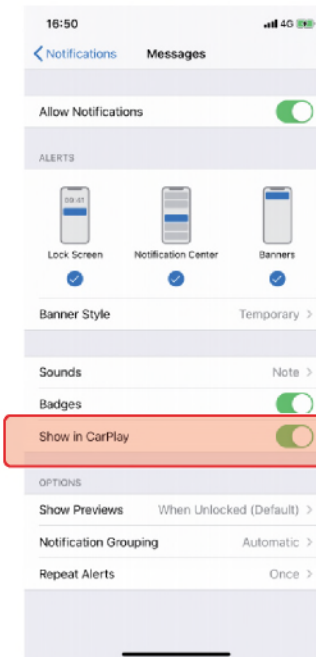 16:50 4G
Notifications Messages
Allow Notifications
ALERTS
09:41
Lock Screen Notification Center Banners
Banner Style Temporary
Sounds Note
Badges
Show in CarPlay
OPTIONS
Show Previews When Unlocked (Default)
Notification Grouping Automatic
Repeat Alerts Once